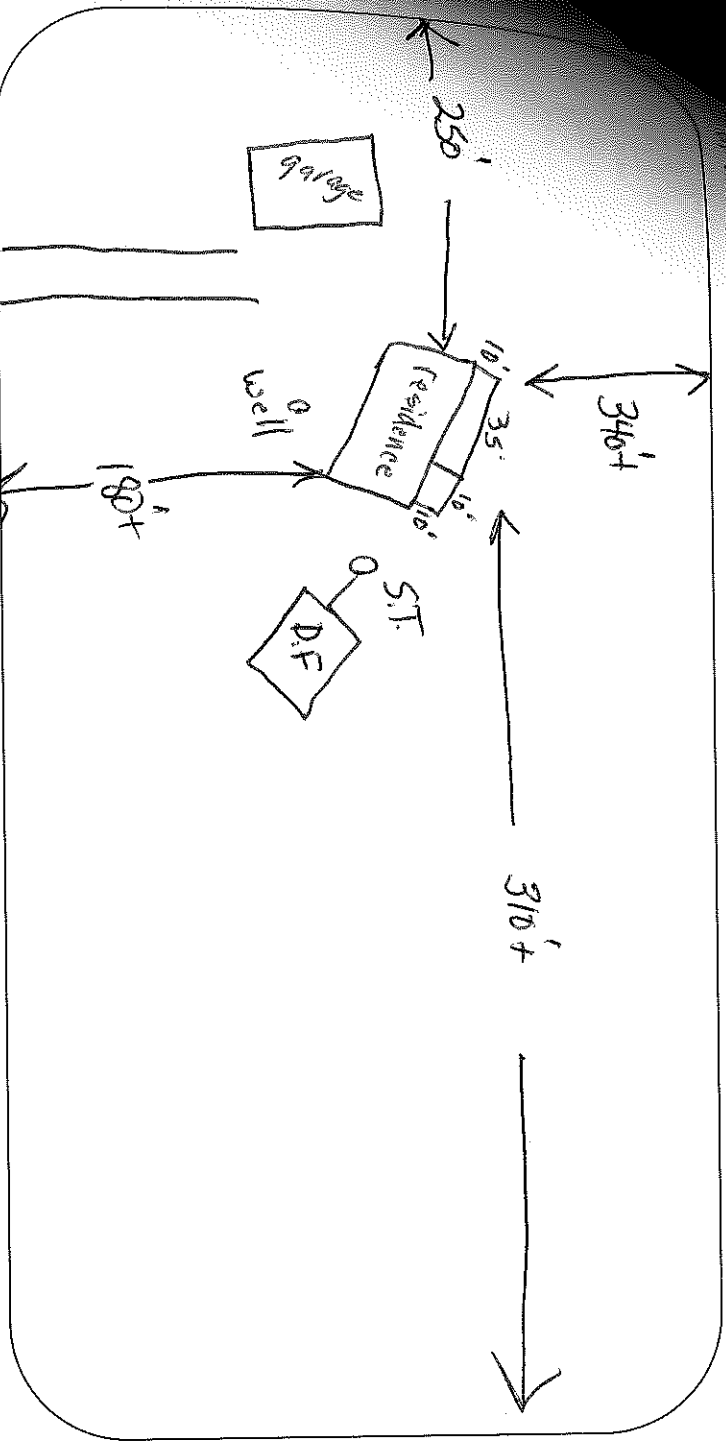 340'+
310'+
10'
35'
10'
250'
10'
residence
S.T.
garage
D.F
well
180'+